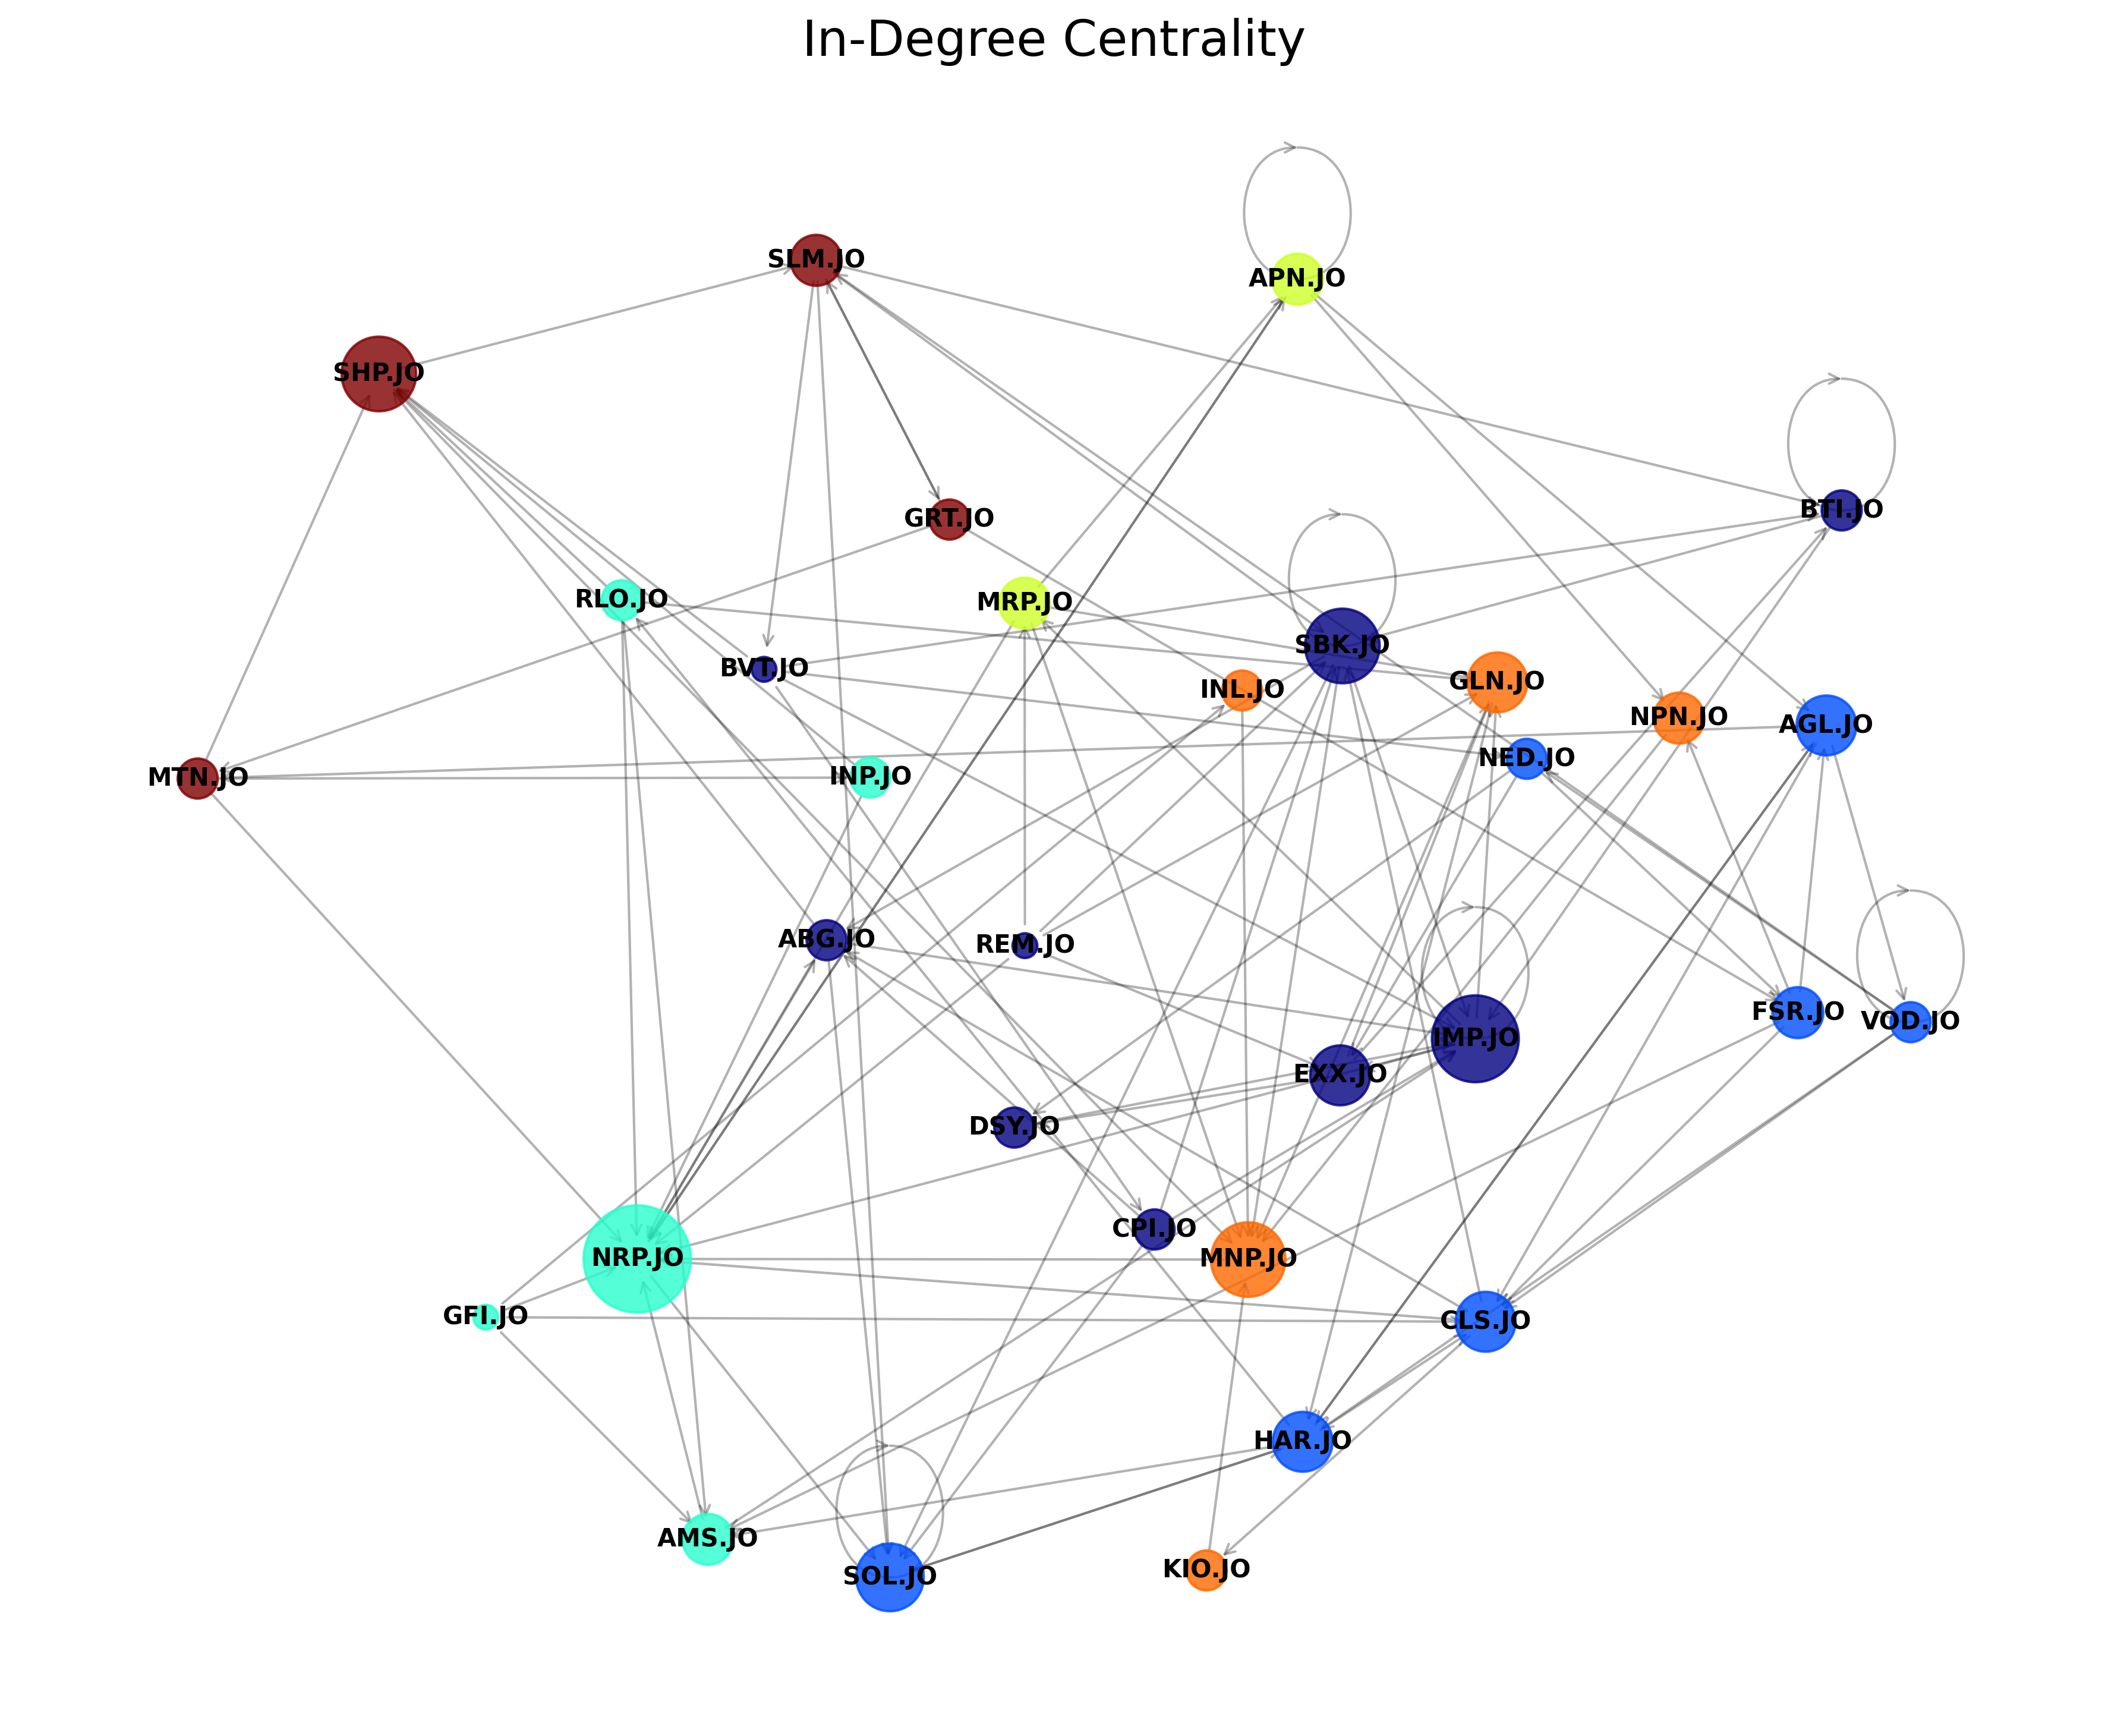 In-Degree Centrality
SLM.JO
APN.JO
SHP.JO
BTI.JO
GRT.JO
RLO.JO
MRP.JO
SBK.JO
BVT.JO
INL.JO
GLN.JO
NPN.JO
AGL.JO
NED.JO
MTN.JO
INP.JO
ABG.JO
REM.JO
FSR.JO
VOD.JO
IMP.JO
EXX.JO
DSY.JO
CPI.JO
NRP.JO
MNP.JO
GFI.JO
CLS.JO
HAR.JO
AMS.JO
SOL.JO
KIO.JO